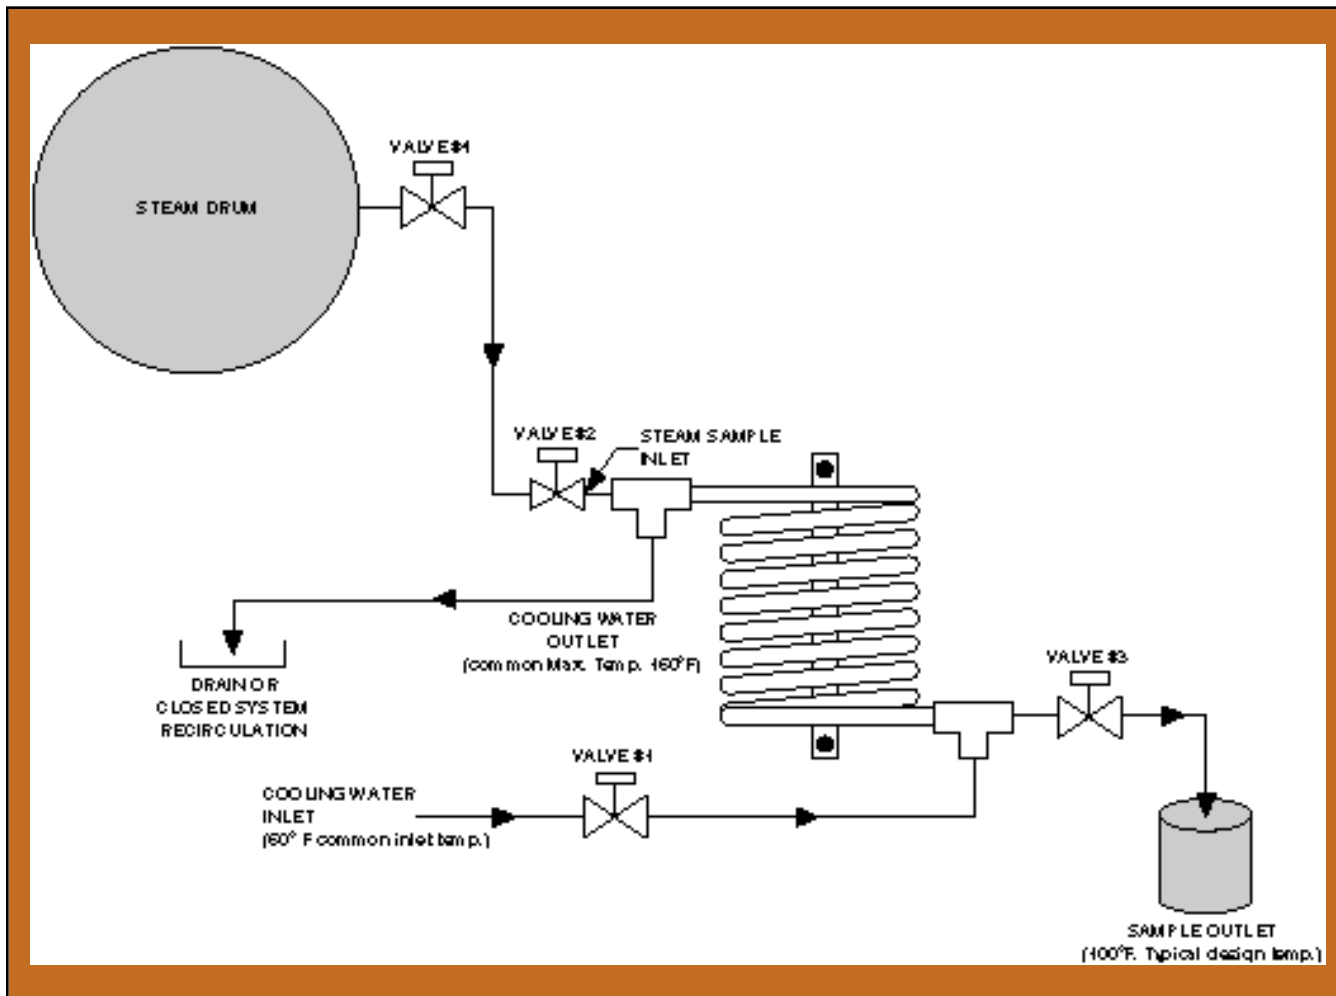 VALVE #4
STEAM DRUM
VALVE #2
STEAM SAMPLE
INLET
COOLING WATER
OUTLET
(common Max. Temp. 160°F)
VALVE #3
DRAIN OR
CLOSED SYSTEM
RECIRCULATION
VALVE #1
COOLING WATER
INLET
(60° F common inlet temp.)
SAMPLE OUTLET
(100°F. Typical design temp.)